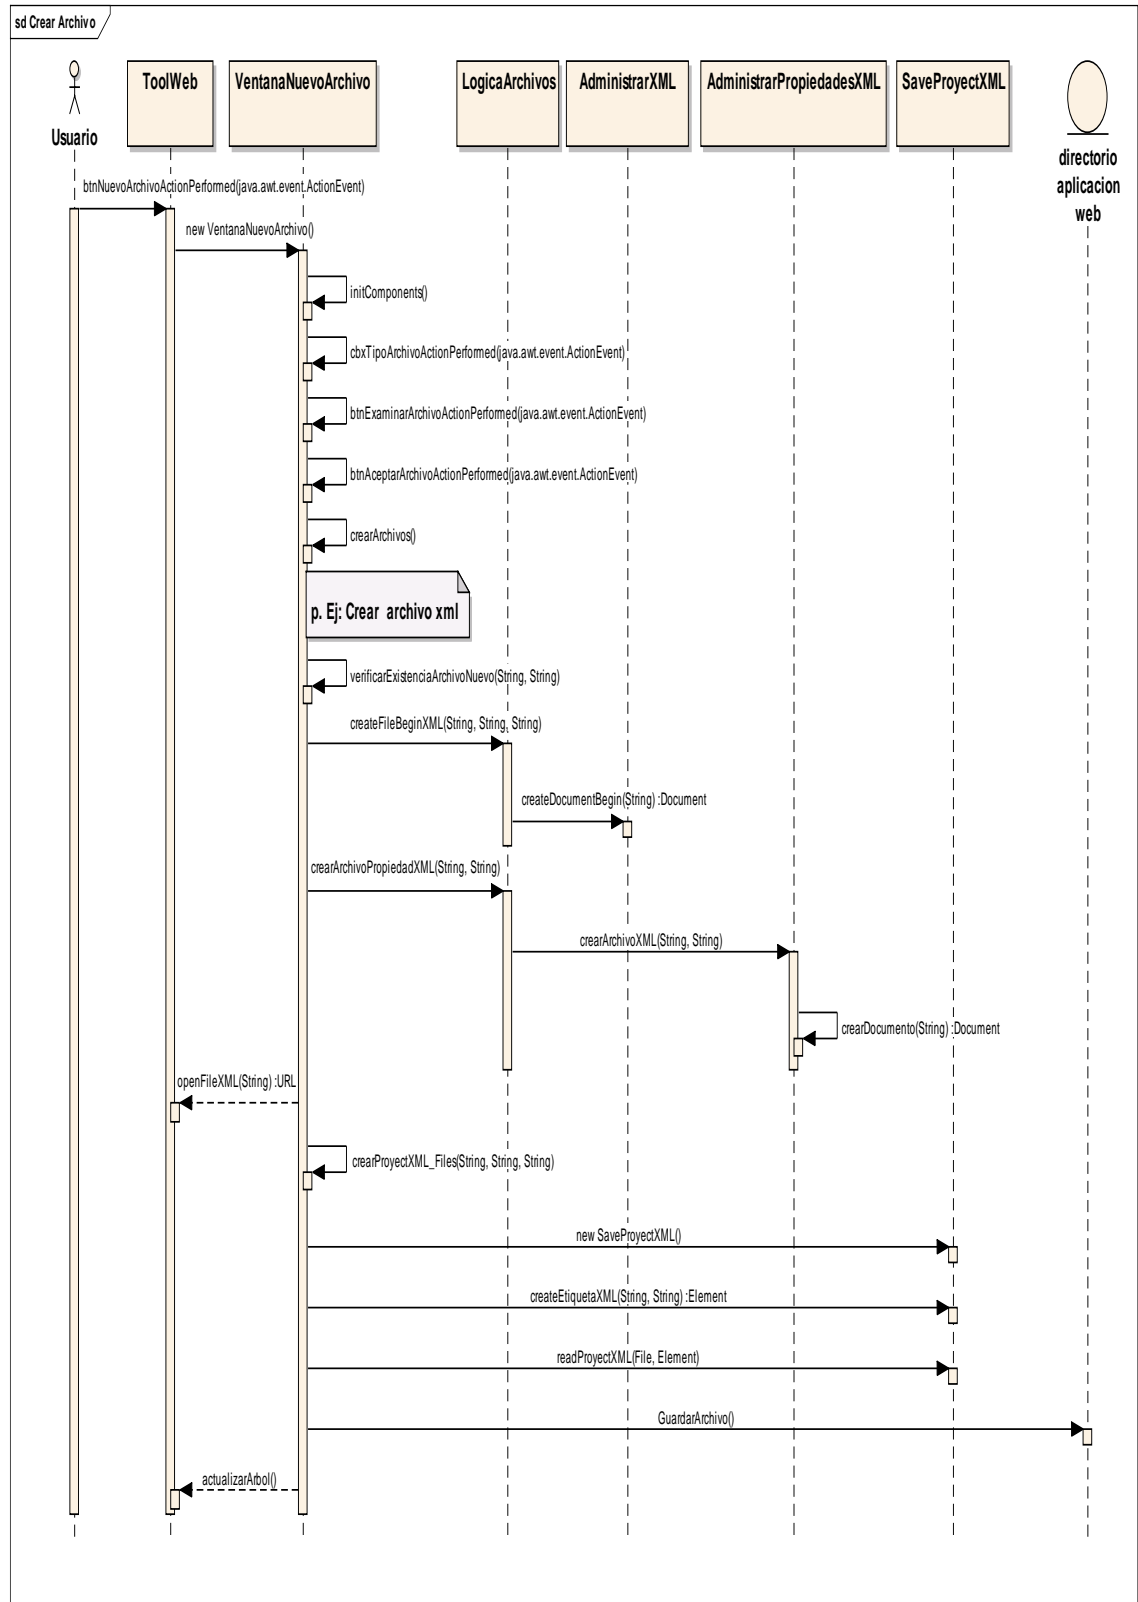 sd Crear Archivo
Usuario
ToolWeb
VentanaNuevoArchivo
LogicaArchivos
AdministrarXML
AdministrarPropiedadesXML
SaveProyectXML
directorio
aplicacion
web
btnNuevoArchivoActionPerformed(java.awt.event.ActionEvent)
new VentanaNuevoArchivo()
initComponents()
cbxTipoArchivoActionPerformed(java.awt.event.ActionEvent)
btnExaminarArchivoActionPerformed(java.awt.event.ActionEvent)
btnAceptarArchivoActionPerformed(java.awt.event.ActionEvent)
crearArchivos()
p. Ej: Crear archivo xml
verificarExistenciaArchivoNuevo(String, String)
createFileBeginXML(String, String, String)
createDocumentBegin(String) :Document
crearArchivoPropiedadXML(String, String)
crearArchivoXML(String, String)
crearDocumento(String) :Document
openFileXML(String) :URL
crearProyectXML_Files(String, String, String)
new SaveProyectXML()
createEtiquetaXML(String, String) :Element
readProyectXML(File, Element)
GuardarArchivo()
actualizarArbol()